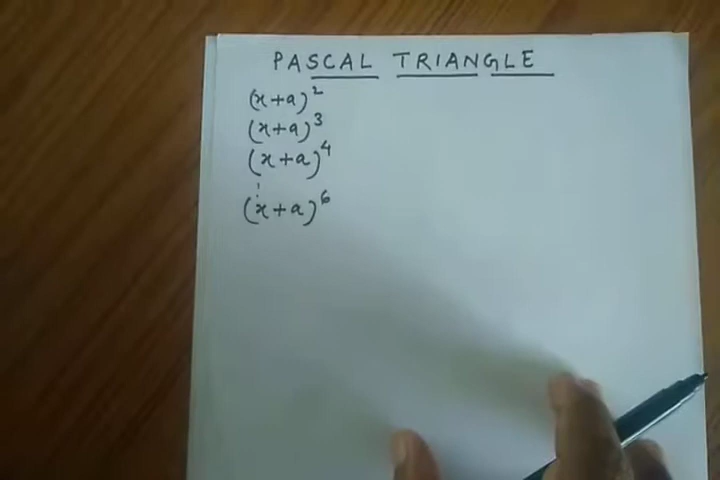 PASCAL TRIANGLE
(x+a)²
(x+a)³
(x+a)⁴
⋮
(x+a)⁶